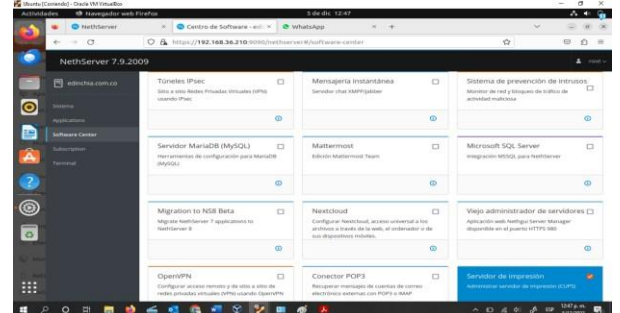 Ubuntu [Corriendo] - Oracle VM VirtualBox
Actividades
Navegador web Firefox
5 de dic 12:47
NethServer
Centro de Software - edi
WhatsApp
https://192.168.36.210:9090/nethserver#/software-center
NethServer 7.9.2009
root
edinchia.com.co
Sistema
Applications
Software Center
Subscription
Terminal
Túneles IPsec
Sitio a sitio Redes Privadas Virtuales (VPN)
usando IPsec
Mensajería instantánea
Servidor chat XMPP/Jabber
Sistema de prevención de intrusos
Monitor de red y bloqueo de tráfico de
actividad maliciosa
Servidor MariaDB (MySQL)
Herramientas de configuración para MariaDB
(MySQL)
Mattermost
Edición Mattermost Team
Microsoft SQL Server
Integración MSSQL para NethServer
Migration to NS8 Beta
Migrate NethServer 7 applications to
NethServer 8
Nextcloud
Configurar Nextcloud, acceso universal a los
archivos a través de la web, el ordenador o de
sus dispositivos móviles.
Viejo administrador de servidores
Aplicación web Nethgui Server Manager
disponible en el puerto HTTPS 980
OpenVPN
Configurar acceso remoto y de sitio a sitio de
redes privadas virtuales (VPN) usando OpenVPN
Conector POP3
Recuperar mensajes de cuentas de correo
electrónico externas con POP3 o IMAP
Servidor de impresión
Administrar servidor de impresión (CUPS)
ESP
12:47 p. m.